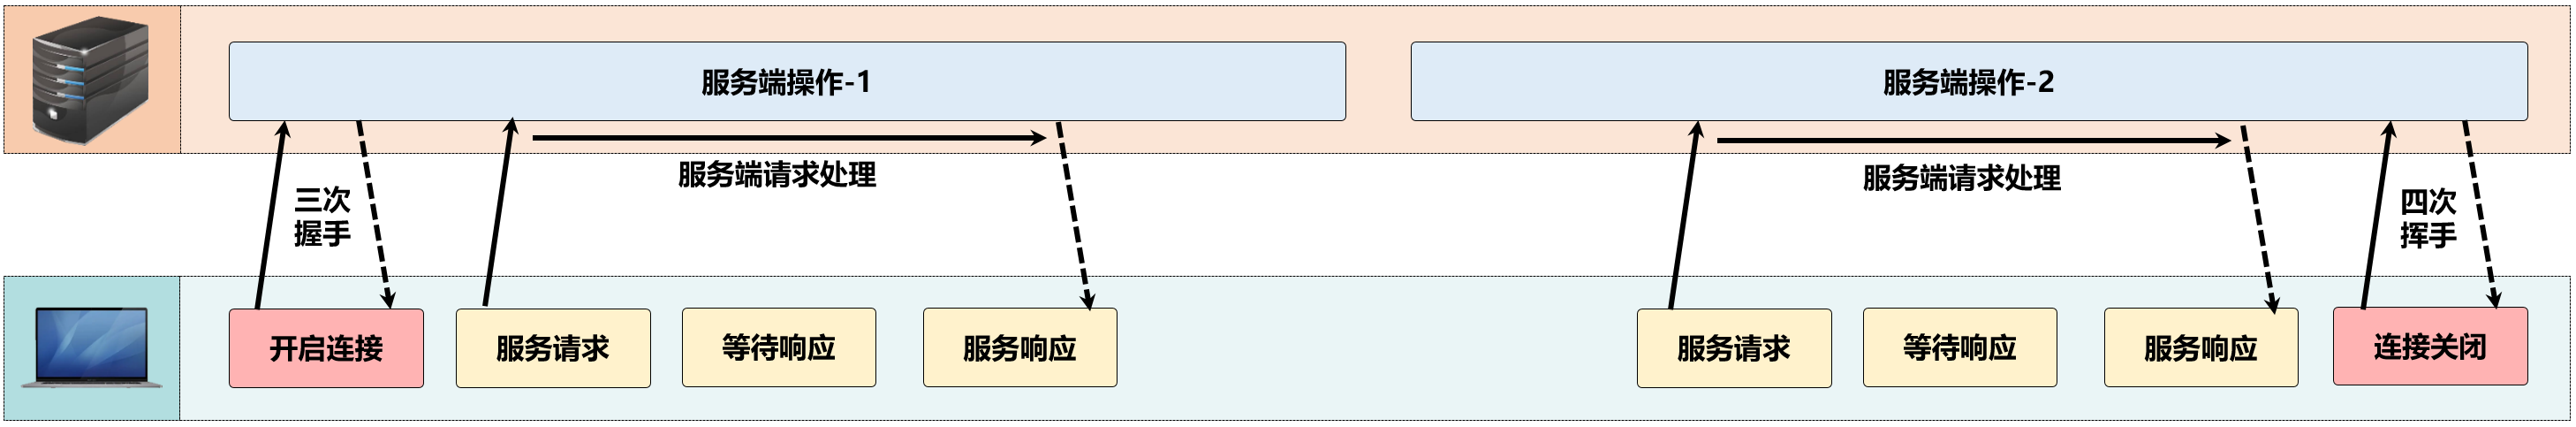 服务端操作-1
服务端操作-2
服务端请求处理
服务端请求处理
三次
握手
四次
挥手
开启连接
服务请求
等待响应
服务响应
服务请求
等待响应
服务响应
连接关闭